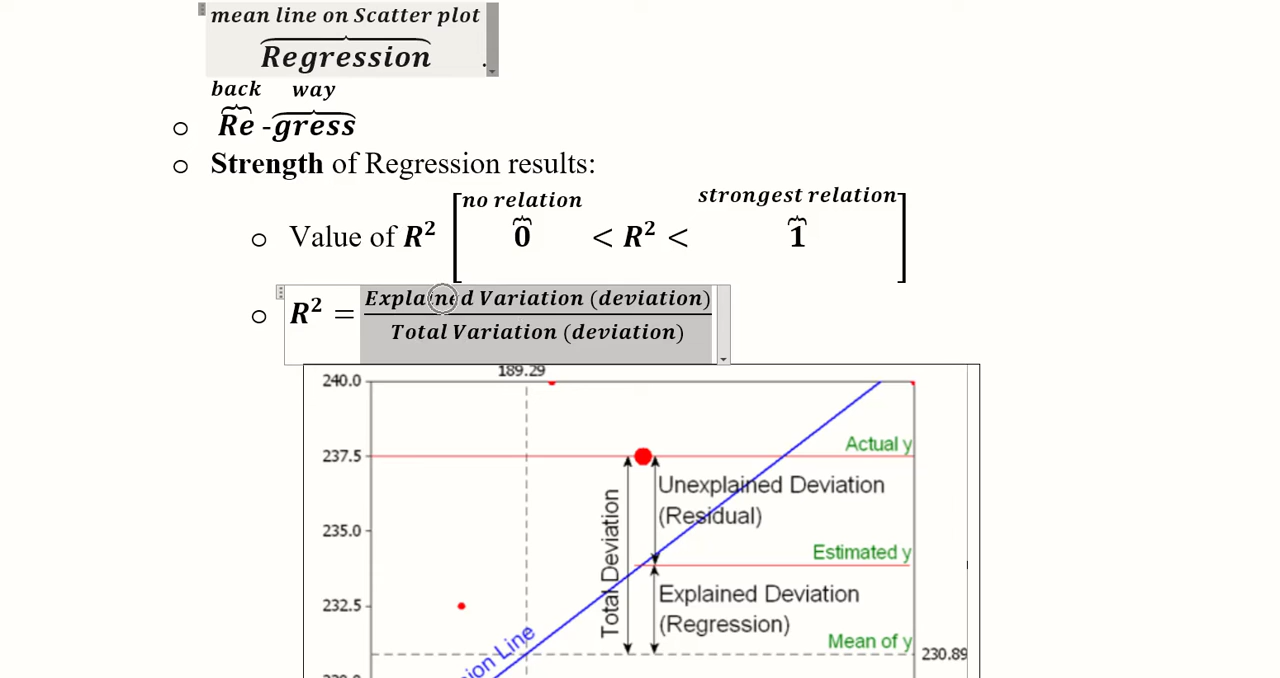 mean line on Scatter plot
Regression .
back way
○ Re -gress
○ Strength of Regression results:
no relation strongest relation
○ Value of R² [ 0 < R² < 1 ]
Explained Variation (deviation)
○ R² =
Total Variation (deviation)
189.29
240.0
Actual y
237.5
Unexplained Deviation
(Residual)
Total Deviation
235.0
Estimated y
Explained Deviation
(Regression)
232.5
Mean of y
230.89
sion Line